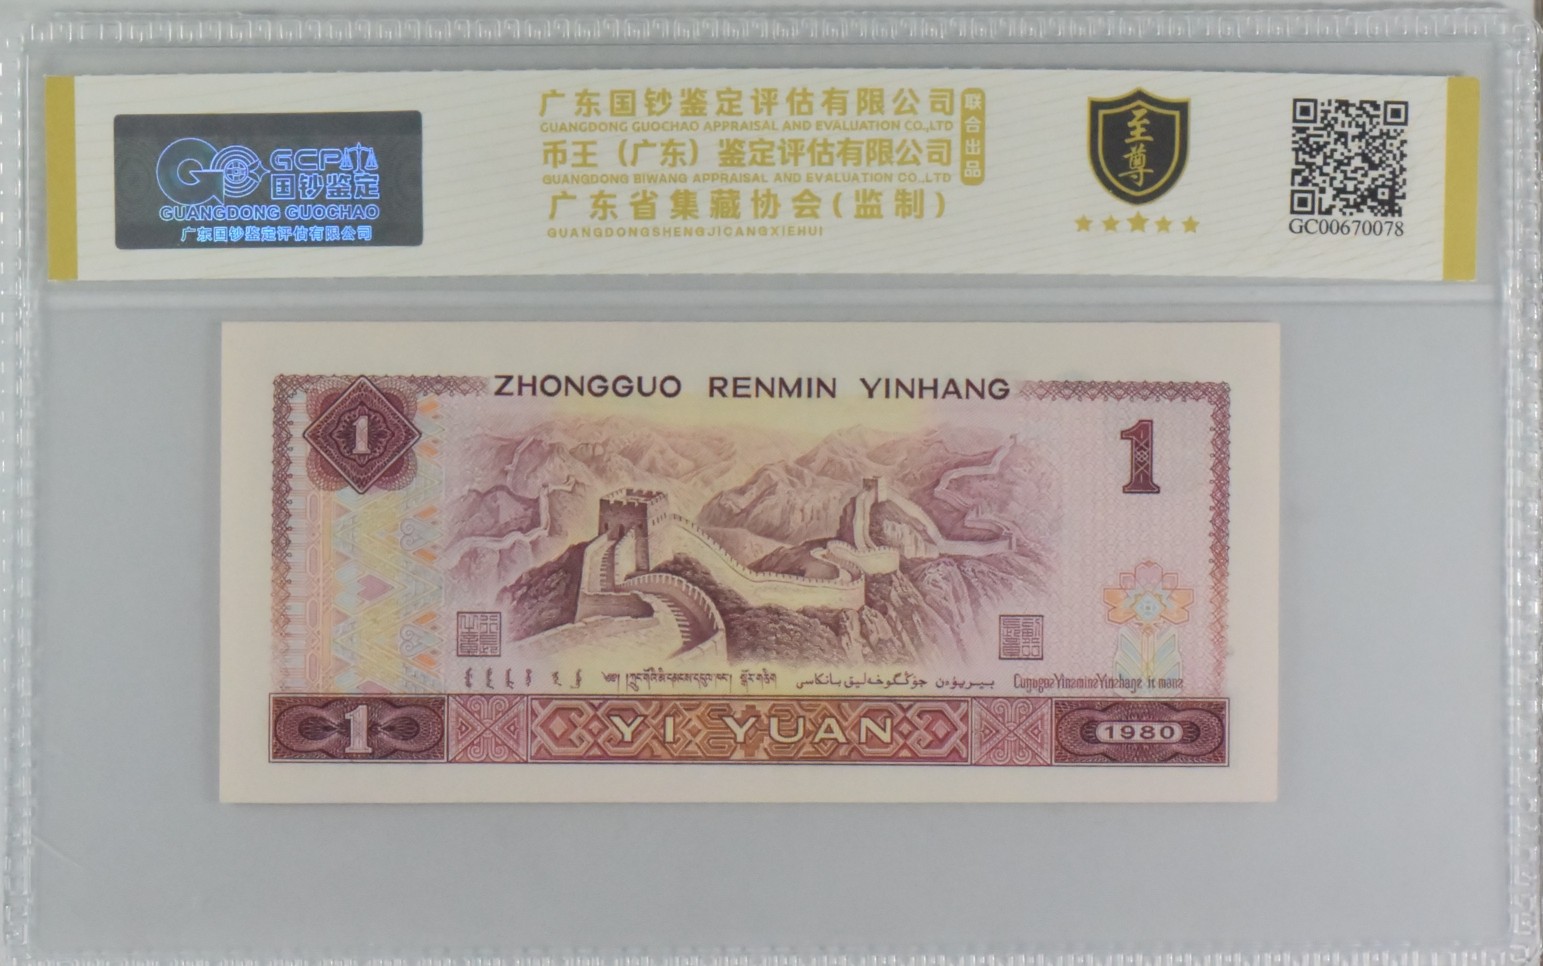 GCP
国钞鉴定
GUANGDONG GUOCHAO
广东国钞鉴定评估有限公司
广东国钞鉴定评估有限公司
GUANGDONG GUOCHAO APPRAISAL AND EVALUATION CO.,LTD
币王（广东）鉴定评估有限公司
GUANGDONG BIWANG APPRAISAL AND EVALUATION CO.,LTD
广东省集藏协会(监制)
GUANGDONGSHENGJICANGXIEHUI
联合出品
至尊
GC00670078
ZHONGGUO RENMIN YINHANG
1
1
1
YI YUAN
1980